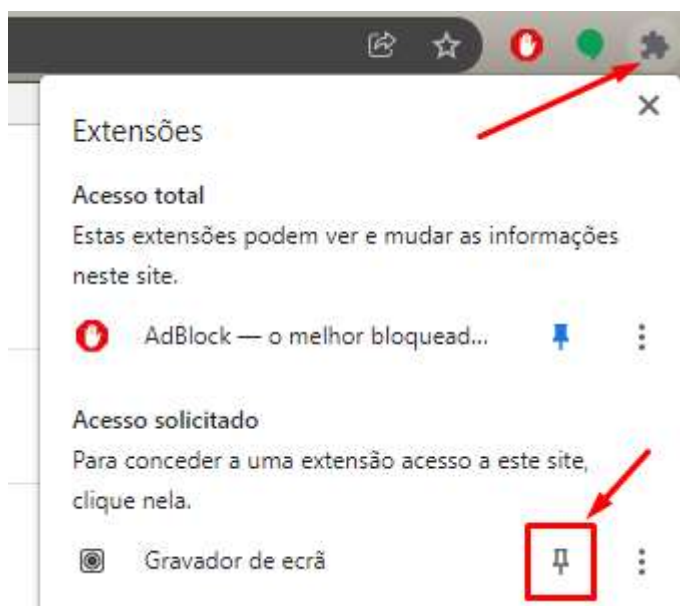 Extensões
Acesso total
Estas extensões podem ver e mudar as informações
neste site.
AdBlock — o melhor bloquead...
Acesso solicitado
Para conceder a uma extensão acesso a este site,
clique nela.
Gravador de ecrã